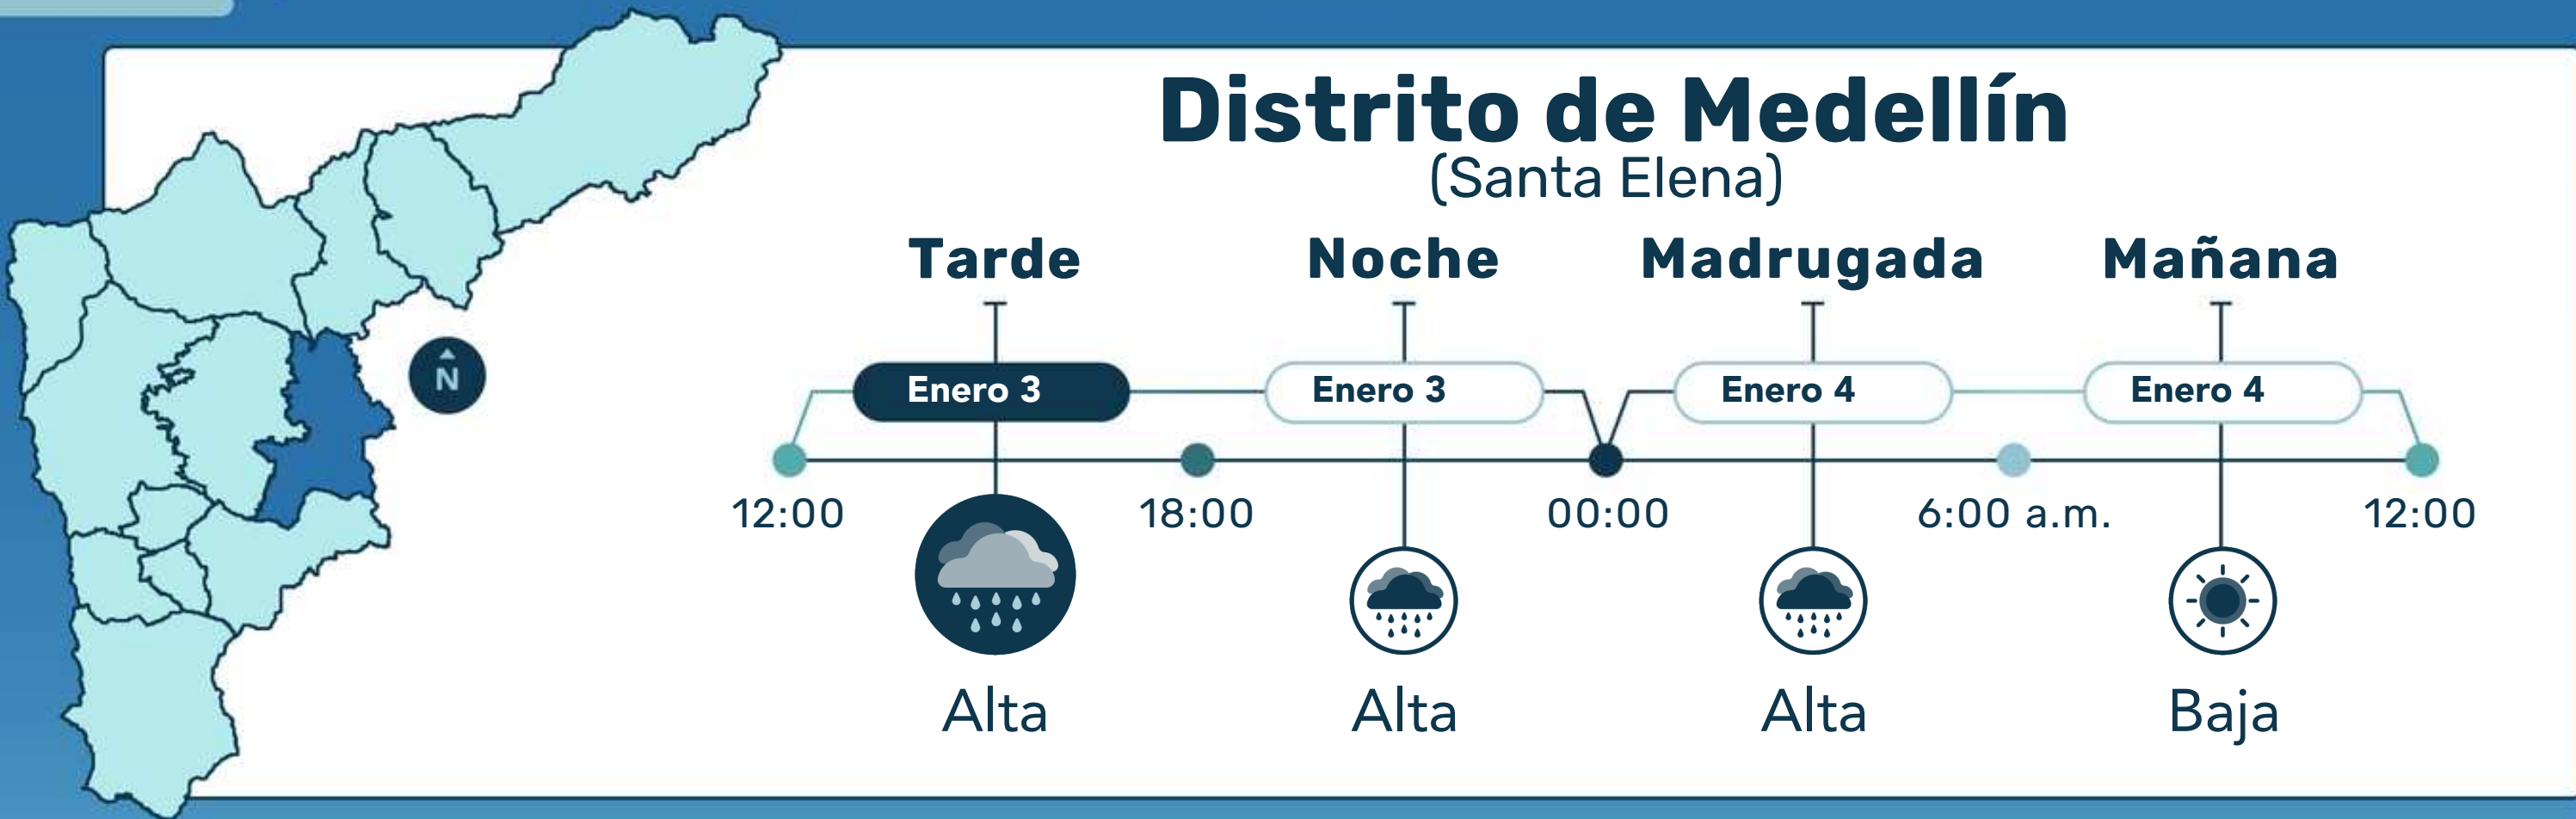 Distrito de Medellín
(Santa Elena)
Tarde Noche Madrugada Mañana
N
Enero 3 Enero 3 Enero 4 Enero 4
12:00 18:00 00:00 6:00 a.m. 12:00
Alta Alta Alta Baja